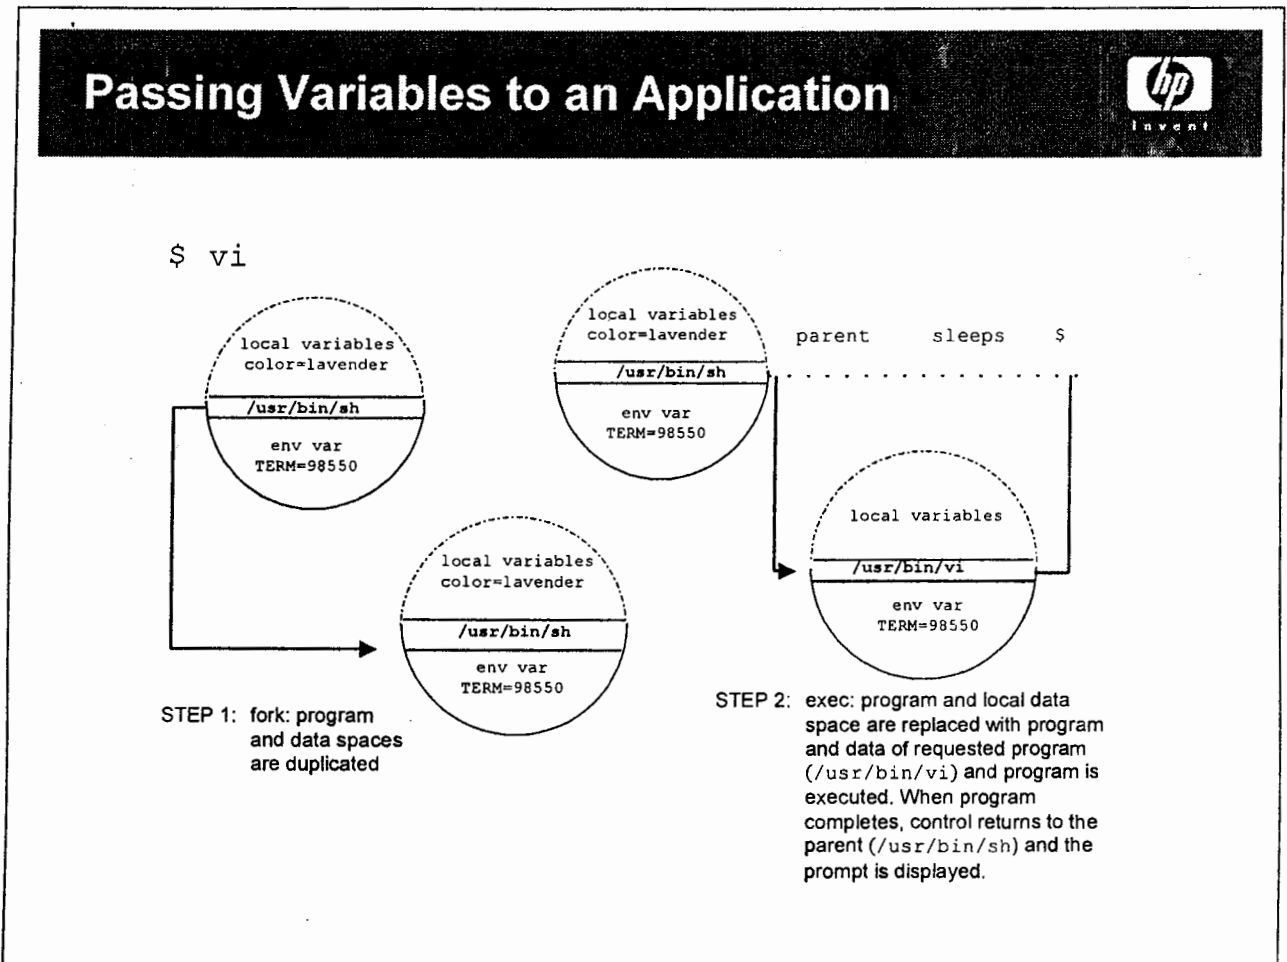 Passing Variables to an Application
hp
invent
$ vi
local variables
color=lavender
/usr/bin/sh
env var
TERM=98550
local variables
color=lavender
/usr/bin/sh
env var
TERM=98550
STEP 1: fork: program
and data spaces
are duplicated
local variables
color=lavender
/usr/bin/sh
env var
TERM=98550
parent sleeps $
local variables
/usr/bin/vi
env var
TERM=98550
STEP 2: exec: program and local data
space are replaced with program
and data of requested program
(/usr/bin/vi) and program is
executed. When program
completes, control returns to the
parent (/usr/bin/sh) and the
prompt is displayed.